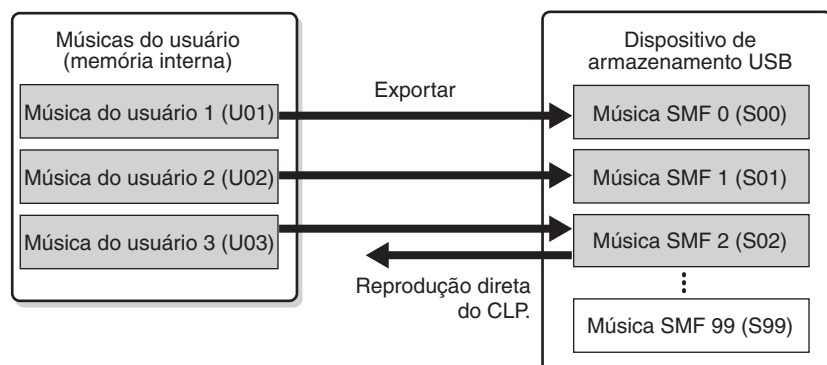 Músicas do usuário
(memória interna)
Música do usuário 1 (U01)
Música do usuário 2 (U02)
Música do usuário 3 (U03)
Exportar
Reprodução direta
do CLP.
Dispositivo de
armazenamento USB
Música SMF 0 (S00)
Música SMF 1 (S01)
Música SMF 2 (S02)
Música SMF 99 (S99)